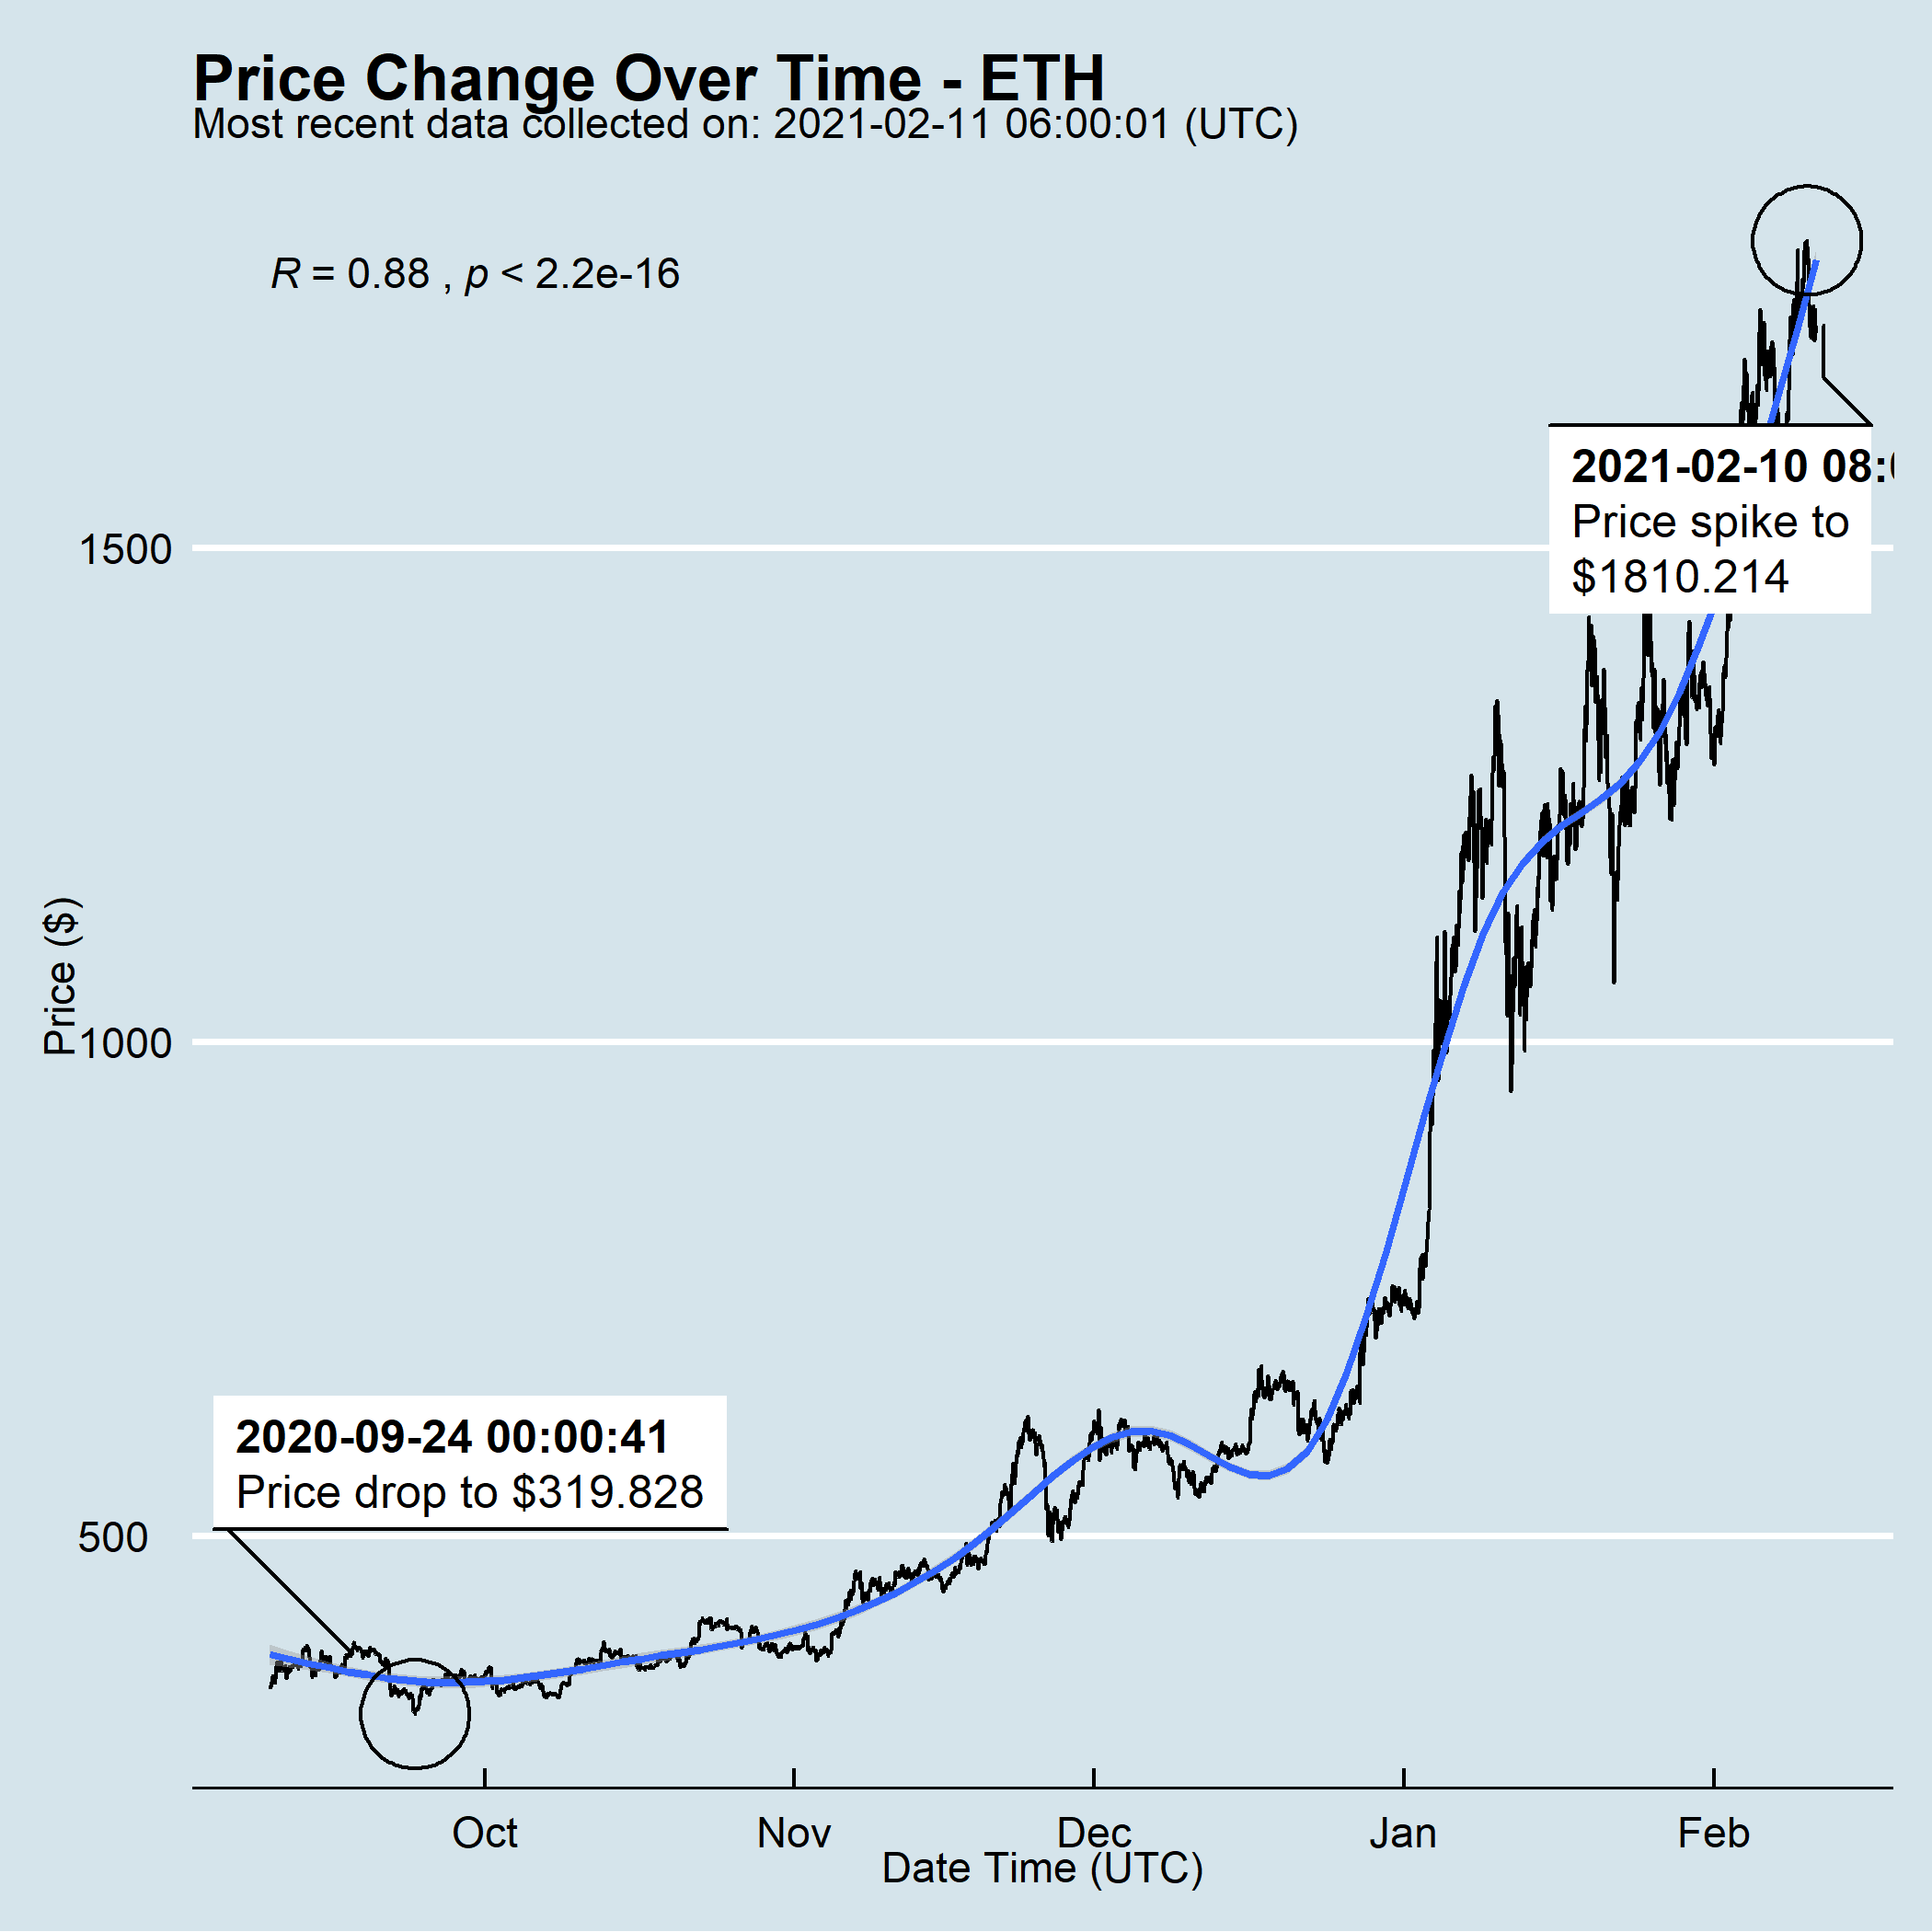 Price Change Over Time - ETH
Most recent data collected on: 2021-02-11 06:00:01 (UTC)
R = 0.88 , p < 2.2e-16
2021-02-10 08:
Price spike to
$1810.214
1500
Price ($)
1000
2020-09-24 00:00:41
Price drop to $319.828
500
Oct Nov Dec Jan Feb
Date Time (UTC)